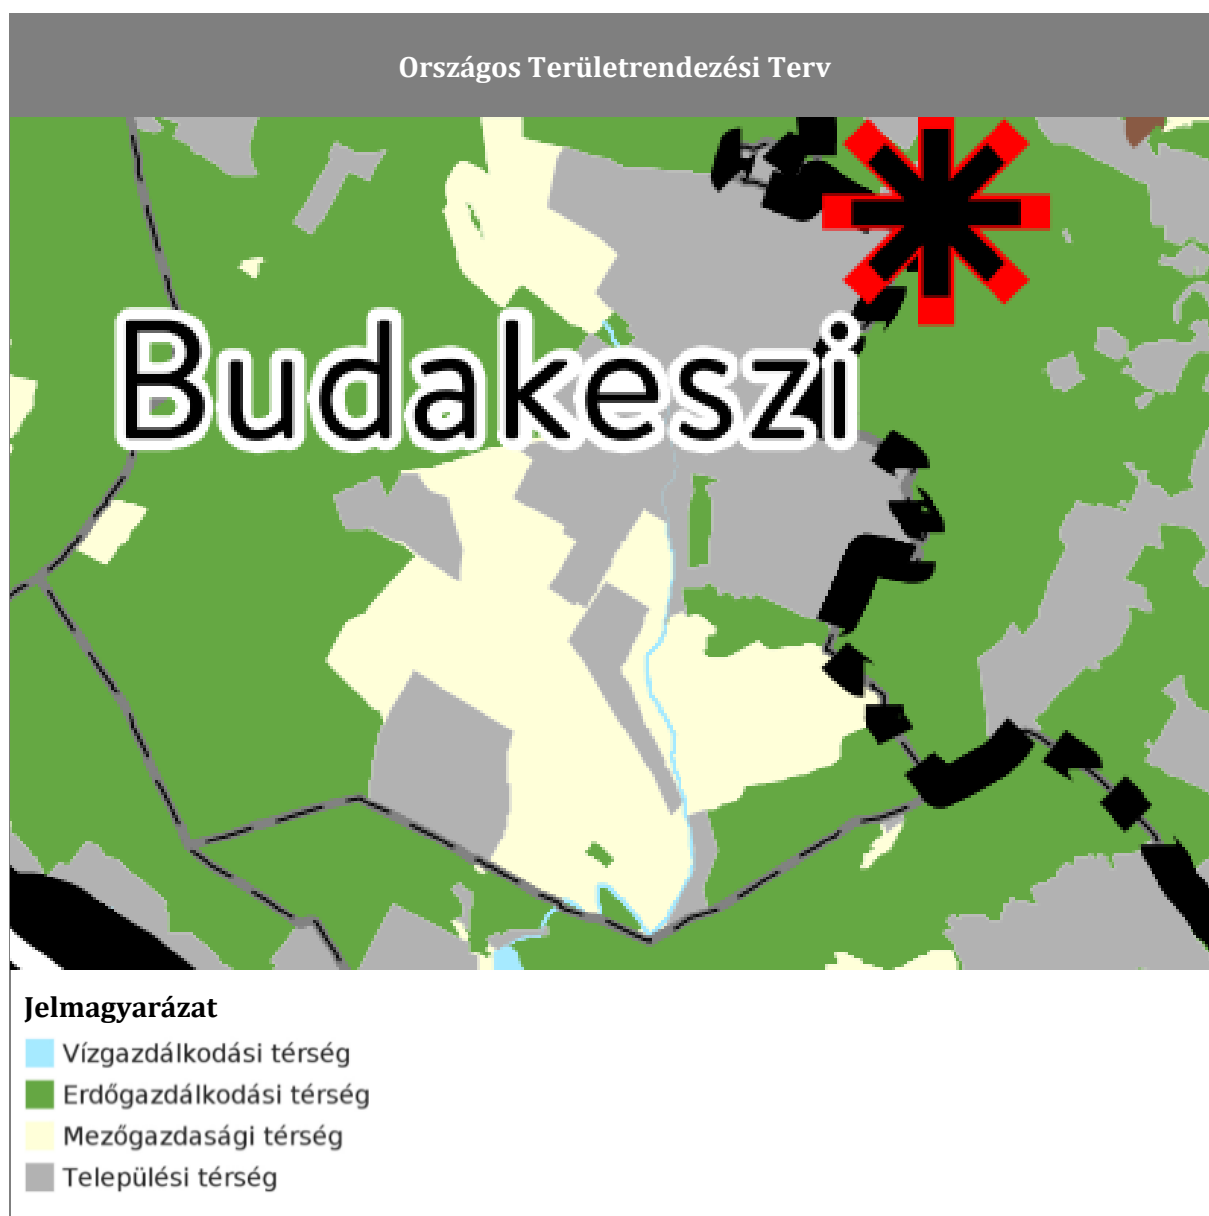 Országos Területrendezési Terv
Budakeszi
Jelmagyarázat
Vízgazdálkodási térség
Erdőgazdálkodási térség
Mezőgazdasági térség
Települési térség